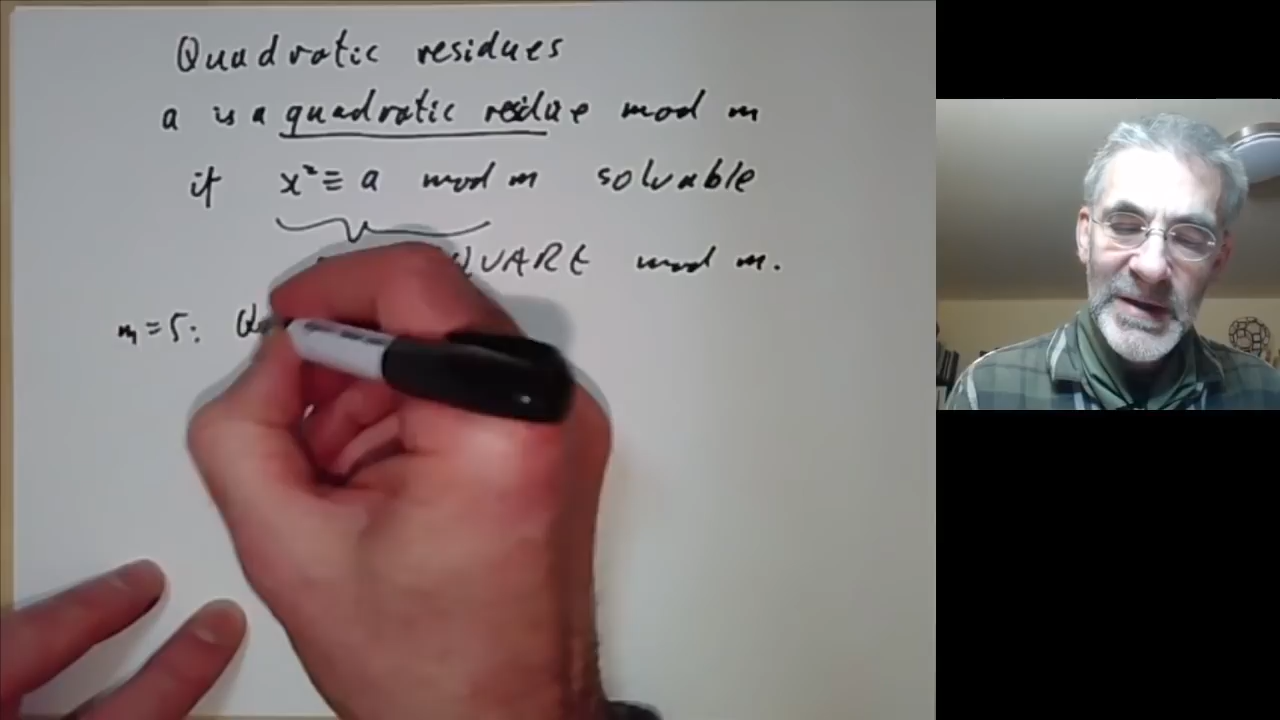 Quadratic residues
a is a quadratic residue mod m
if x² ≡ a mod m solvable
mod m.
m = 5: